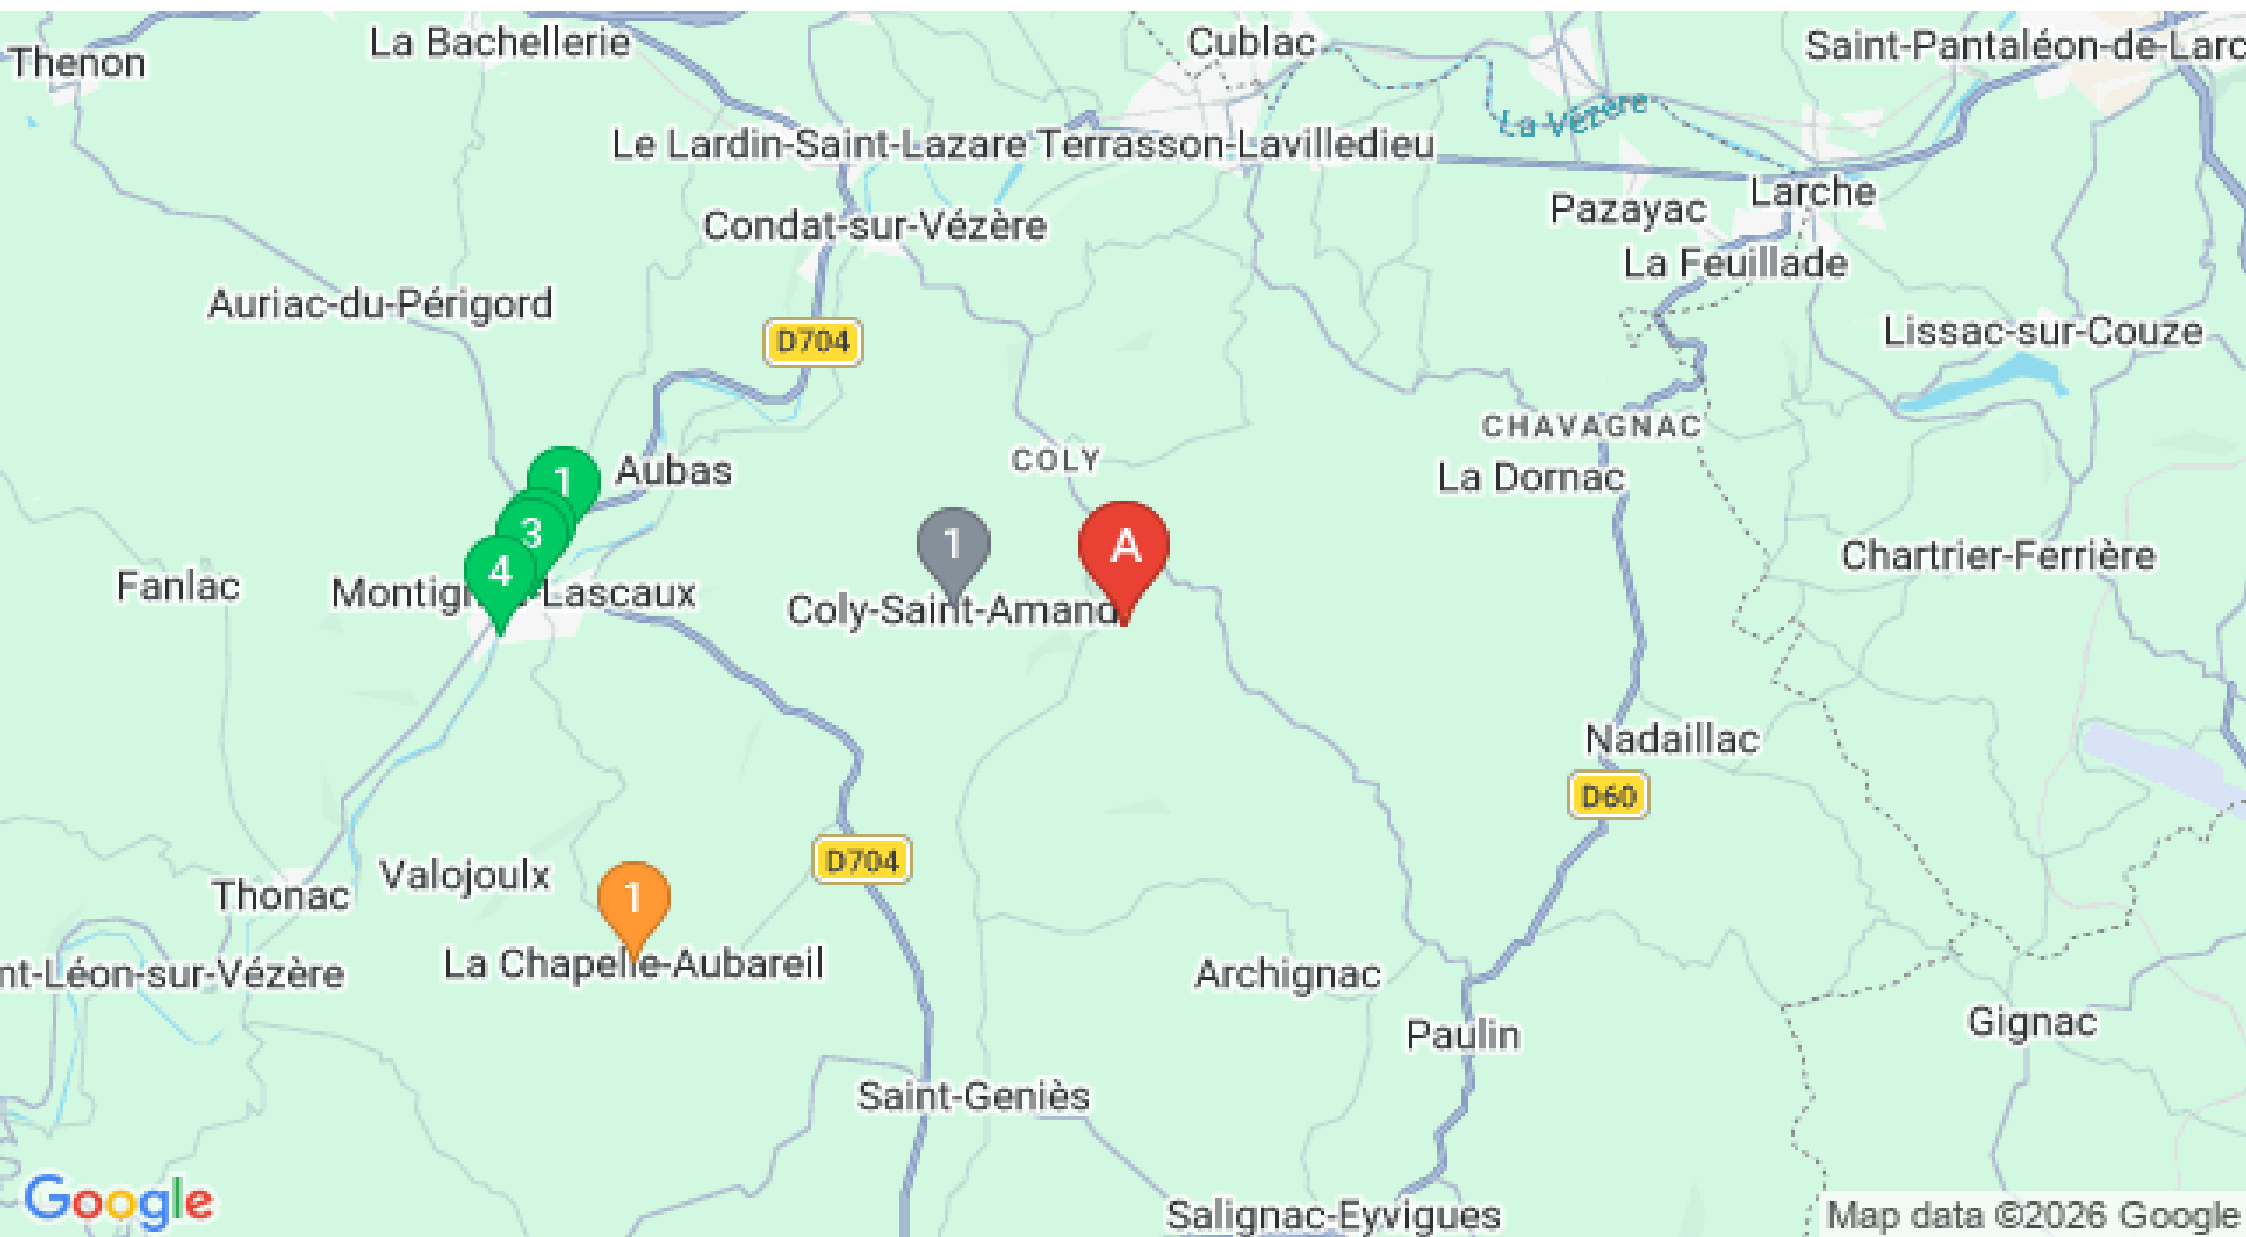 La Bachellerie
Cublac
Saint-Pantaléon-de-Larc
Thenon
La Vézère
Le Lardin-Saint-Lazare
Terrasson-Lavilledieu
Larche
Pazayac
Condat-sur-Vézère
La Feuillade
Auriac-du-Périgord
Lissac-sur-Couze
D704
CHAVAGNAC
COLY
Aubas
La Dornac
1
3
4
1
A
Chartrier-Ferrière
Fanlac
Lascaux
Coly-Saint-Amand
Nadaillac
D60
D704
Valojoulx
Thonac
1
La Chapelle-Aubareil
nt-Léon-sur-Vézère
Archignac
Gignac
Paulin
Saint-Geniès
Google
Salignac-Eyvigues
Map data ©2026 Google